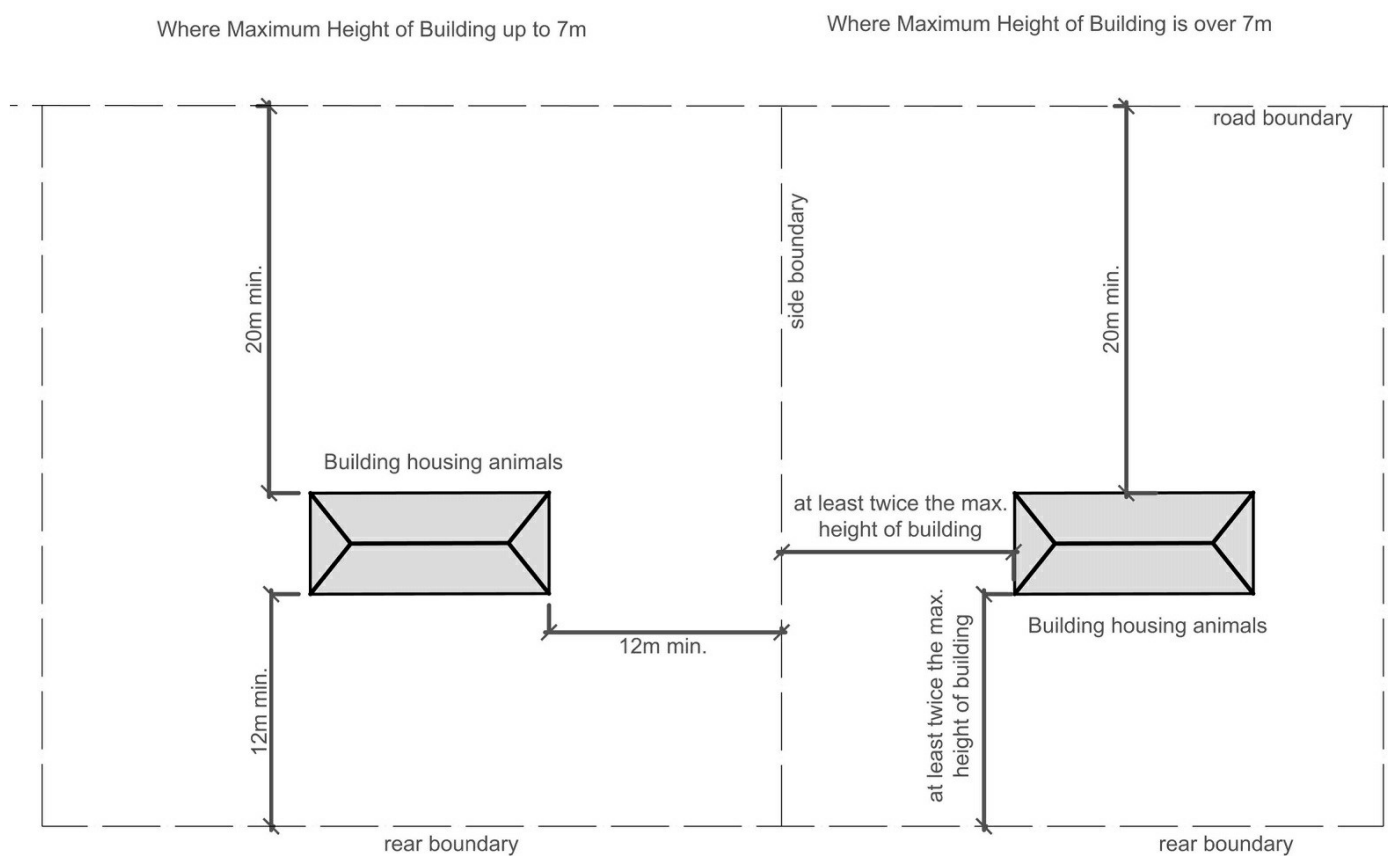 Where Maximum Height of Building up to 7m
Where Maximum Height of Building is over 7m
road boundary
side boundary
20m min.
20m min.
Building housing animals
at least twice the max.
height of building
12m min.
Building housing animals
12m min.
at least twice the max.
height of building
rear boundary
rear boundary